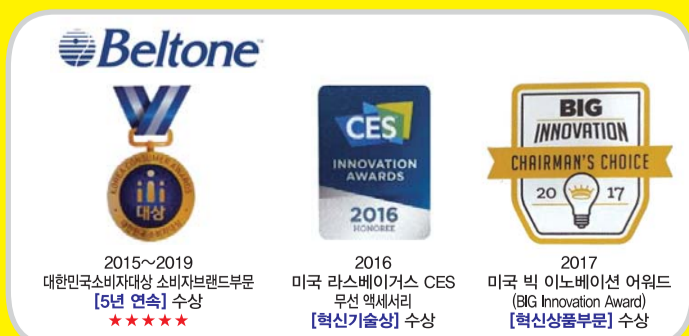 Beltone
KOREA CONSUMER AWARDS
대상
2015~2019
대한민국소비자대상 소비자브랜드부문
[5년 연속] 수상
★★★★★
CES
INNOVATION
AWARDS
2016
HONOREE
2016
미국 라스베이거스 CES
무선 액세서리
[혁신기술상] 수상
BIG
INNOVATION
CHAIRMAN'S CHOICE
20 17
2017
미국 빅 이노베이션 어워드
(BIG Innovation Award)
[혁신상품부문] 수상